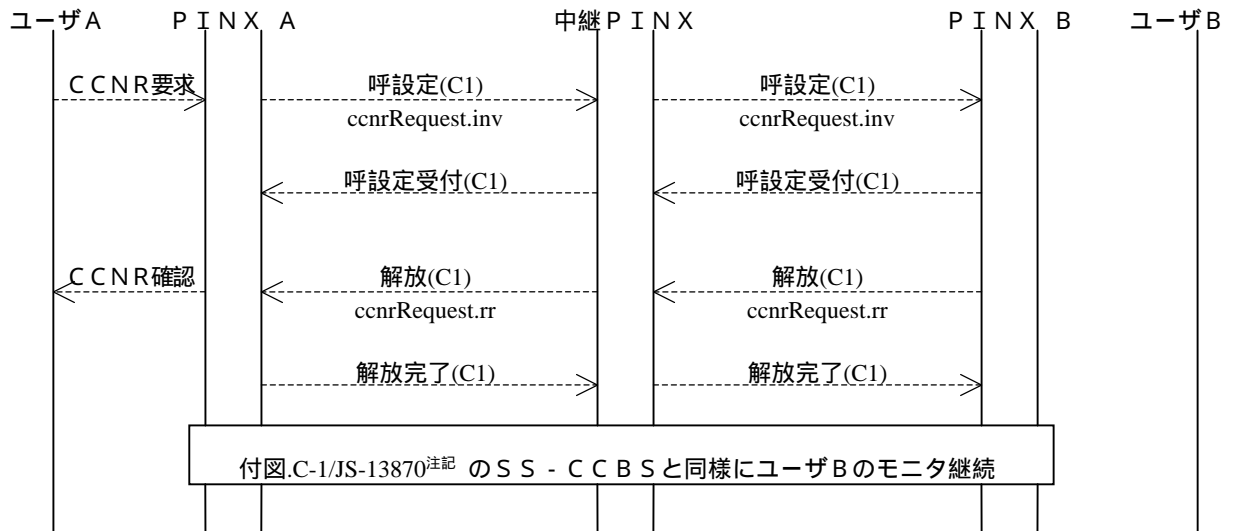 ユーザA ＰＩＮＸ A 中継ＰＩＮＸ ＰＩＮＸ B ユーザB
ＣＣＮＲ要求 呼設定(C1) 呼設定(C1)
ccnrRequest.inv ccnrRequest.inv
呼設定受付(C1) 呼設定受付(C1)
ＣＣＮＲ確認 解放(C1) 解放(C1)
ccnrRequest.rr ccnrRequest.rr
解放完了(C1) 解放完了(C1)
付図.C-1/JS-13870注記 のＳＳ‐ＣＣＢＳと同様にユーザBのモニタ継続